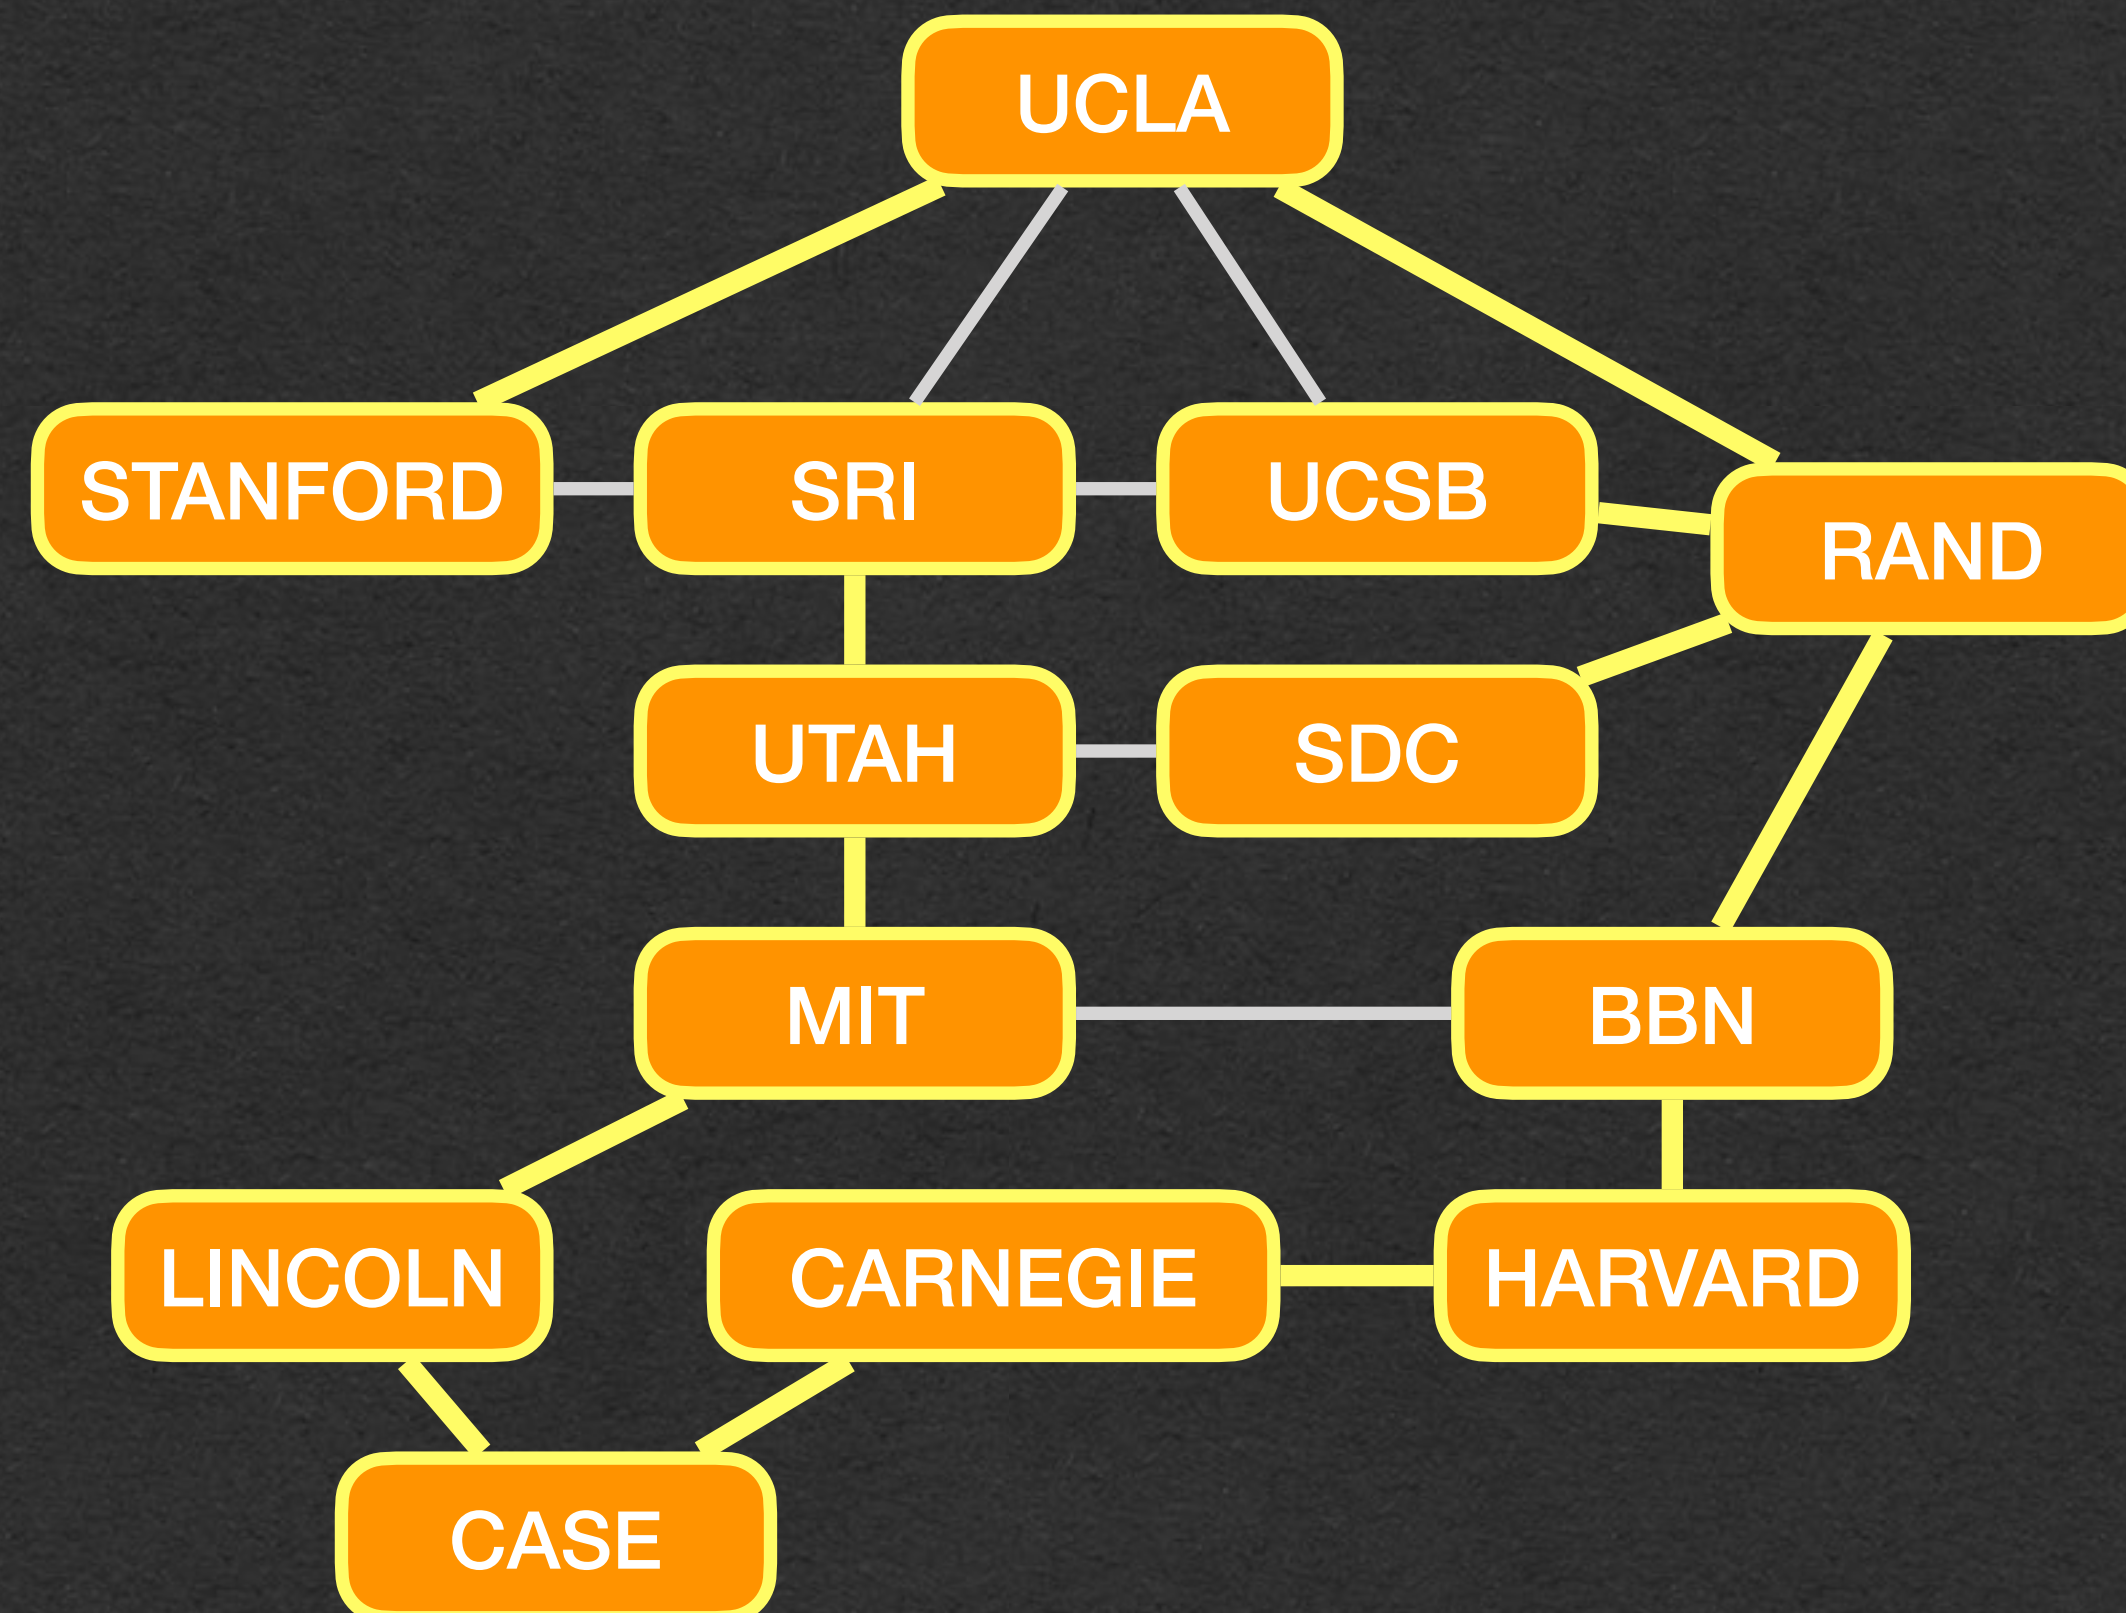 UCLA
STANFORD
SRI
UCSB
RAND
UTAH
SDC
MIT
BBN
LINCOLN
CARNEGIE
HARVARD
CASE